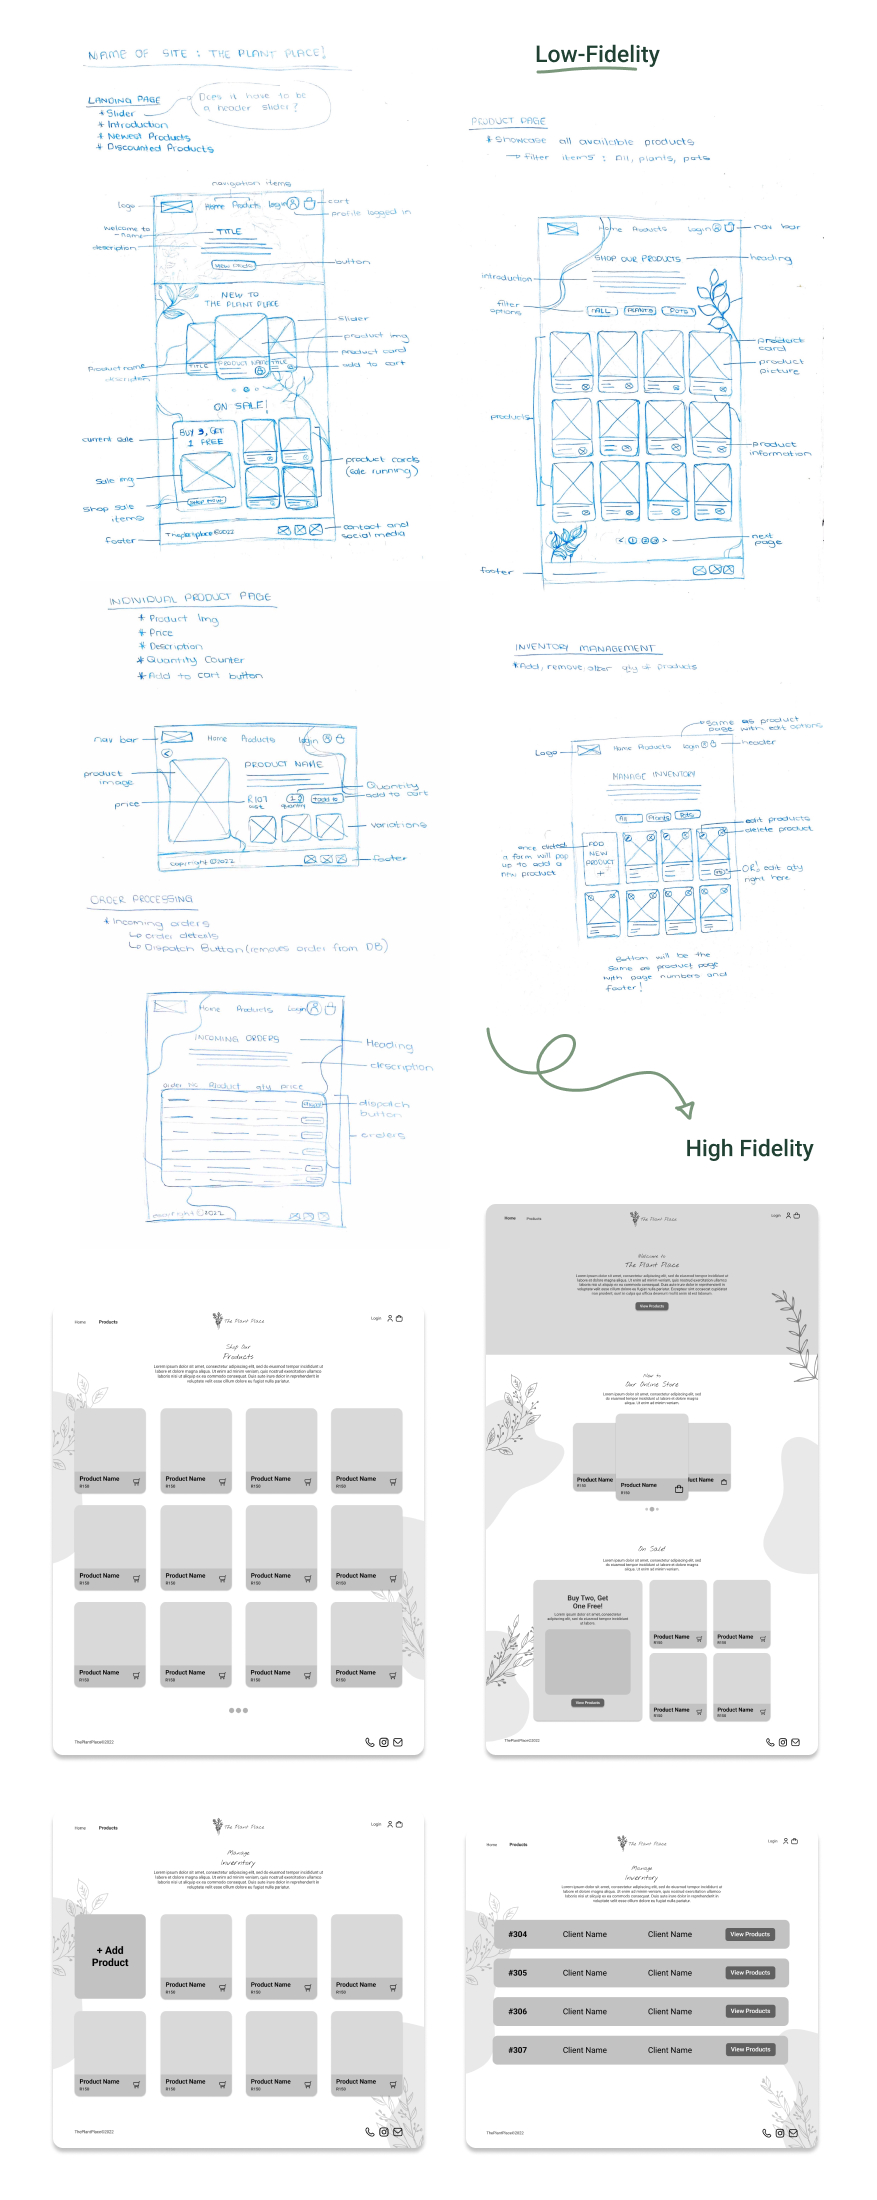 NAME OF SITE : THE PLANT PLACE!
LANDING PAGE
* Slider
* Introduction
* Newest Products
* Discounted Products
Does it have to be
a header slider?
navigation items
logo
Home Products Login
cart
profile logged in
welcome to
name
TITLE
description
button
NEW TO
THE PLANT PLACE
slider
product img
product card
add to cart
Product name
description
TITLE PRODUCT NAME TITLE
ON SALE!
BUY 3, GET
1 FREE
current sale
Sale img
product cards
(sale running)
Shop sale
items
SHOP NOW
footer
Theplantplace©2022
contact and
social media
Low-Fidelity
PRODUCT PAGE
* Showcase all available products
→ filter items : All, plants, pots
Home Products Login
nav bar
SHOP OUR PRODUCTS
heading
introduction
filter
options
ALL PLANTS POTS
product
card
product
picture
products
product
information
< 1 2 3 >
next
page
footer
INDIVIDUAL PRODUCT PAGE
* Product Img
* Price
* Description
* Quantity Counter
* Add to cart button
nav bar
Home Products login
product
image
PRODUCT NAME
price
R107
quantity
+add to
Quantity
add to cart
variations
copyright ©2022
footer
INVENTORY MANAGEMENT
*Add, remove, alter qty of products
same as product
page with edit options
Logo
Home Products login
header
MANAGE INVENTORY
All Plants Pots
edit products
delete product
once clicked
a form will pop
up to add a
new product
ADD
NEW
PRODUCT
+
OR! edit qty
right here
Bottom will be the
same as product page
with page numbers and
footer!
ORDER PROCESSING
* Incoming orders
↳ order details
↳ Dispatch Button (removes order from DB)
Home Products Login
INCOMING ORDERS
Heading
description
order No Product qty price
dispatch
button
orders
copyright ©2022
High Fidelity
Home Products The Plant Place Login
Welcome to
The Plant Place
Lorem ipsum dolor sit amet, consectetur adipiscing elit, sed do eiusmod tempor incididunt ut
labore et dolore magna aliqua. Ut enim ad minim veniam, quis nostrud exercitation ullamco
laboris nisi ut aliquip ex ea commodo consequat. Duis aute irure dolor in reprehenderit in
voluptate velit esse cillum dolore eu fugiat nulla pariatur. Excepteur sint occaecat cupidatat
non proident, sunt in culpa qui officia deserunt mollit anim id est laborum.
View Products
New to
Our Online Store
Lorem ipsum dolor sit amet, consectetur adipiscing elit, sed
do eiusmod tempor incididunt ut labore et dolore magna
aliqua. Ut enim ad minim veniam
Product Name
R150
Product Name
R150
Product Name
On Sale!
Lorem ipsum dolor sit amet, consectetur adipiscing elit, sed
do eiusmod tempor incididunt ut labore et dolore magna
aliqua. Ut enim ad minim veniam
Buy Two, Get
One Free!
Lorem ipsum dolor sit amet, consectetur
adipiscing elit, sed do eiusmod tempor incididunt
ut labore.
View Products
Product Name Product Name
R150 R150
Product Name Product Name
R150 R150
ThePlantPlace©2022
Home Products The Plant Place Login
Shop Our
Products
Lorem ipsum dolor sit amet, consectetur adipiscing elit, sed do eiusmod tempor incididunt ut
labore et dolore magna aliqua. Ut enim ad minim veniam, quis nostrud exercitation ullamco
laboris nisi ut aliquip ex ea commodo consequat. Duis aute irure dolor in reprehenderit in
voluptate velit esse cillum dolore eu fugiat nulla pariatur.
Product Name Product Name Product Name Product Name
R150 R150 R150 R150
Product Name Product Name Product Name Product Name
R150 R150 R150 R150
Product Name Product Name Product Name Product Name
R150 R150 R150 R150
ThePlantPlace©2022
Home Products The Plant Place Login
Manage
Inverntory
Lorem ipsum dolor sit amet, consectetur adipiscing elit, sed do eiusmod tempor incididunt ut
labore et dolore magna aliqua. Ut enim ad minim veniam, quis nostrud exercitation ullamco
laboris nisi ut aliquip ex ea commodo consequat. Duis aute irure dolor in reprehenderit in
voluptate velit esse cillum dolore eu fugiat nulla pariatur.
+ Add
Product
Product Name Product Name Product Name
R150 R150 R150
Product Name Product Name Product Name Product Name
R150 R150 R150 R150
ThePlantPlace©2022
Home Products The Plant Place Login
Manage
Inverntory
Lorem ipsum dolor sit amet, consectetur adipiscing elit, sed do eiusmod tempor incididunt ut
labore et dolore magna aliqua. Ut enim ad minim veniam, quis nostrud exercitation ullamco
laboris nisi ut aliquip ex ea commodo consequat. Duis aute irure dolor in reprehenderit in
voluptate velit esse cillum dolore eu fugiat nulla pariatur.
#304 Client Name Client Name View Products
#305 Client Name Client Name View Products
#306 Client Name Client Name View Products
#307 Client Name Client Name View Products
ThePlantPlace©2022